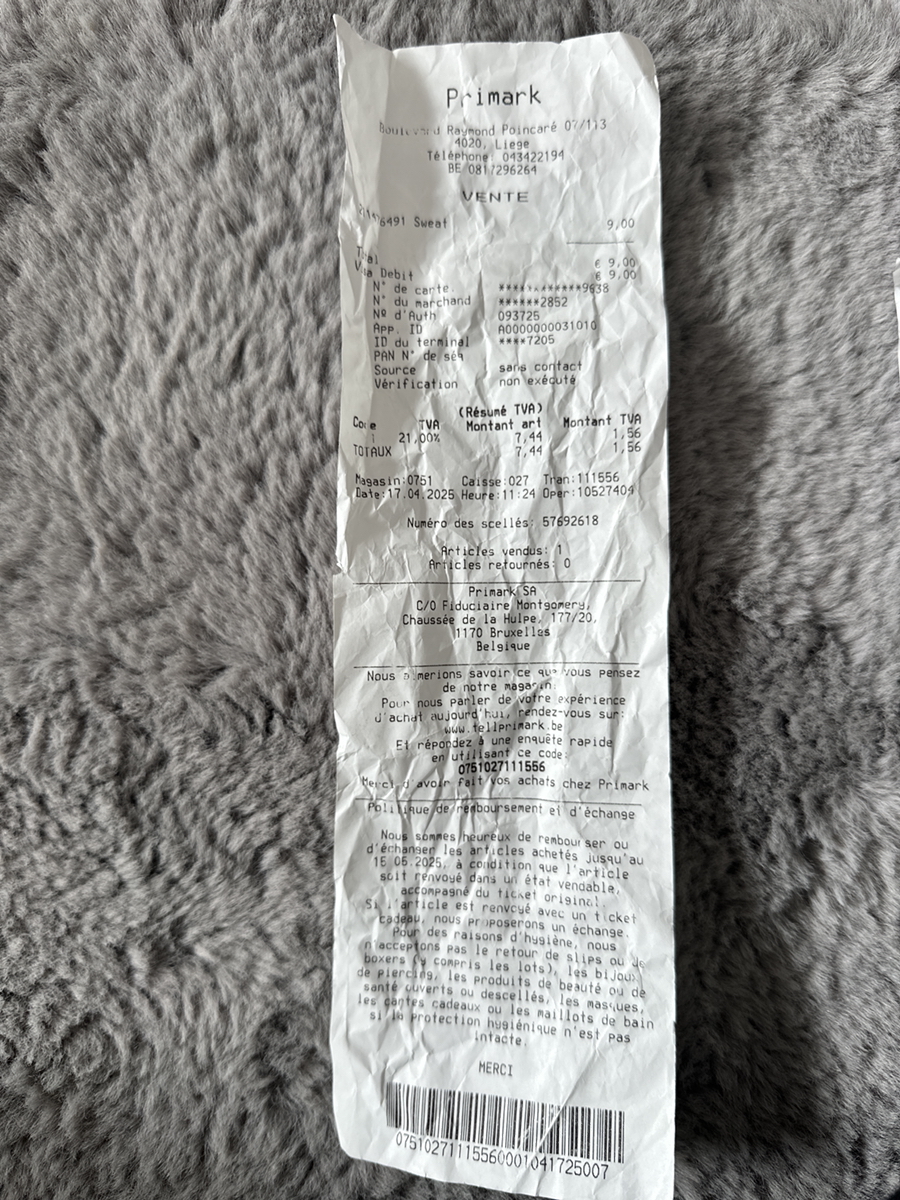 Primark
Boulevard Raymond Poincaré 07/113
4020, Liege
Téléphone: 043422194
BE 0817296264
VENTE
6491 Sweat 9,00
Total € 9,00
Visa Debit € 9,00
N° de carte. ************9638
N° du marchand ******2852
Nº d'Auth 093725
App. ID A0000000031010
ID du terminal ****7205
PAN N° de séq
Source sans contact
Vérification non exécuté
(Résumé TVA)
Code TVA Montant art Montant TVA
1 21,00% 7,44 1,56
TOTAUX 7,44 1,56
Magasin:0751 Caisse:027 Tran:111556
Date:17.04.2025 Heure:11:24 Oper:10527404
Numéro des scellés: 57692618
Articles vendus: 1
Articles retournés: 0
Primark SA
C/O Fiduciaire Montgomery,
Chaussée de la Hulpe, 177/20,
1170 Bruxelles
Belgique
Nous aimerions savoir ce que vous pensez
de notre magasin.
Pour nous parler de votre expérience
d'achat aujourd'hui, rendez-vous sur:
www.tellprimark.be
Et répondez à une enquête rapide
en utilisant ce code:
0751027111556
Merci d'avoir fait vos achats chez Primark
Politique de remboursement et d'échange
Nous sommes heureux de rembourser ou
d'échanger les articles achetés jusqu'au
15.05.2025, à condition que l'article
soit renvoyé dans un état vendable,
accompagné du ticket original.
Si l'article est renvoyé avec un ticket
cadeau, nous proposerons un échange.
Pour des raisons d'hygiène, nous
n'acceptons pas le retour de slips ou de
boxers (y compris les lots), les bijoux
de piercing, les produits de beauté ou de
santé ouverts ou descellés, les masques,
les cartes cadeaux ou les maillots de bain
si la protection hygiénique n'est pas
intacte.
MERCI
07510271115560001041725007